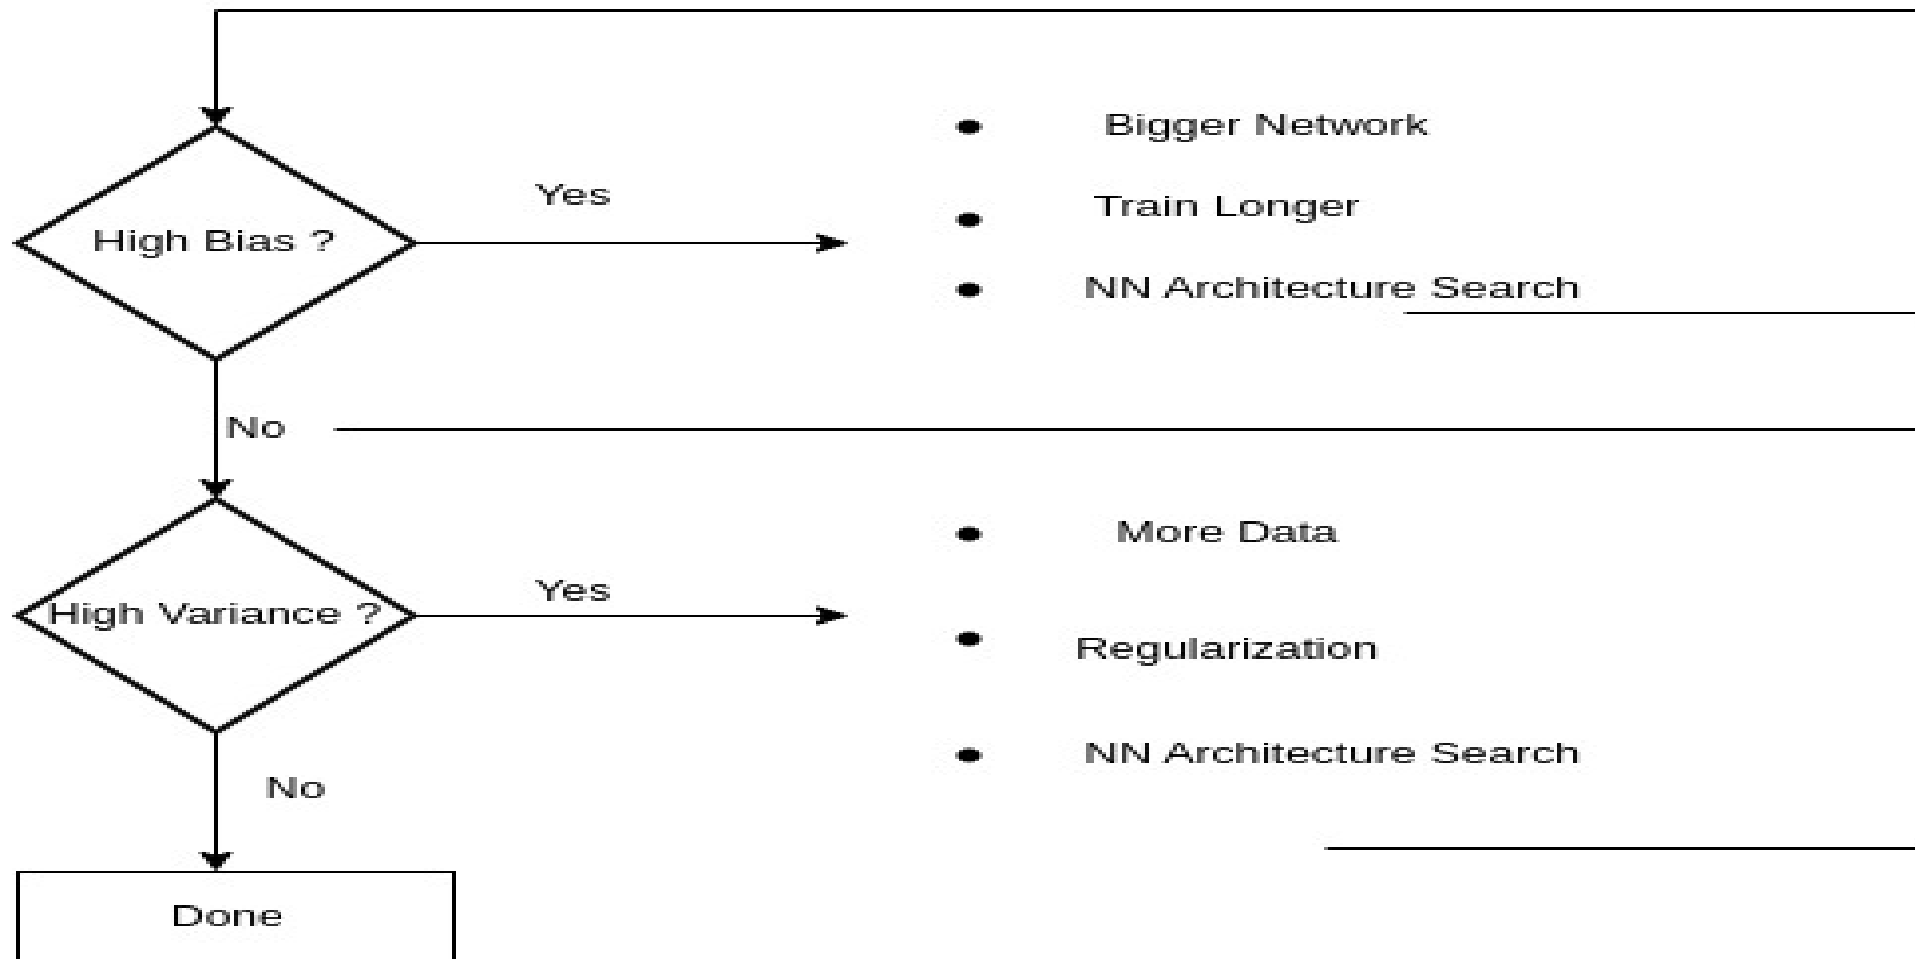 Bigger Network
Yes
Train Longer
High Bias ?
NN Architecture Search
No
More Data
Yes
High Variance ?
Regularization
NN Architecture Search
No
Done